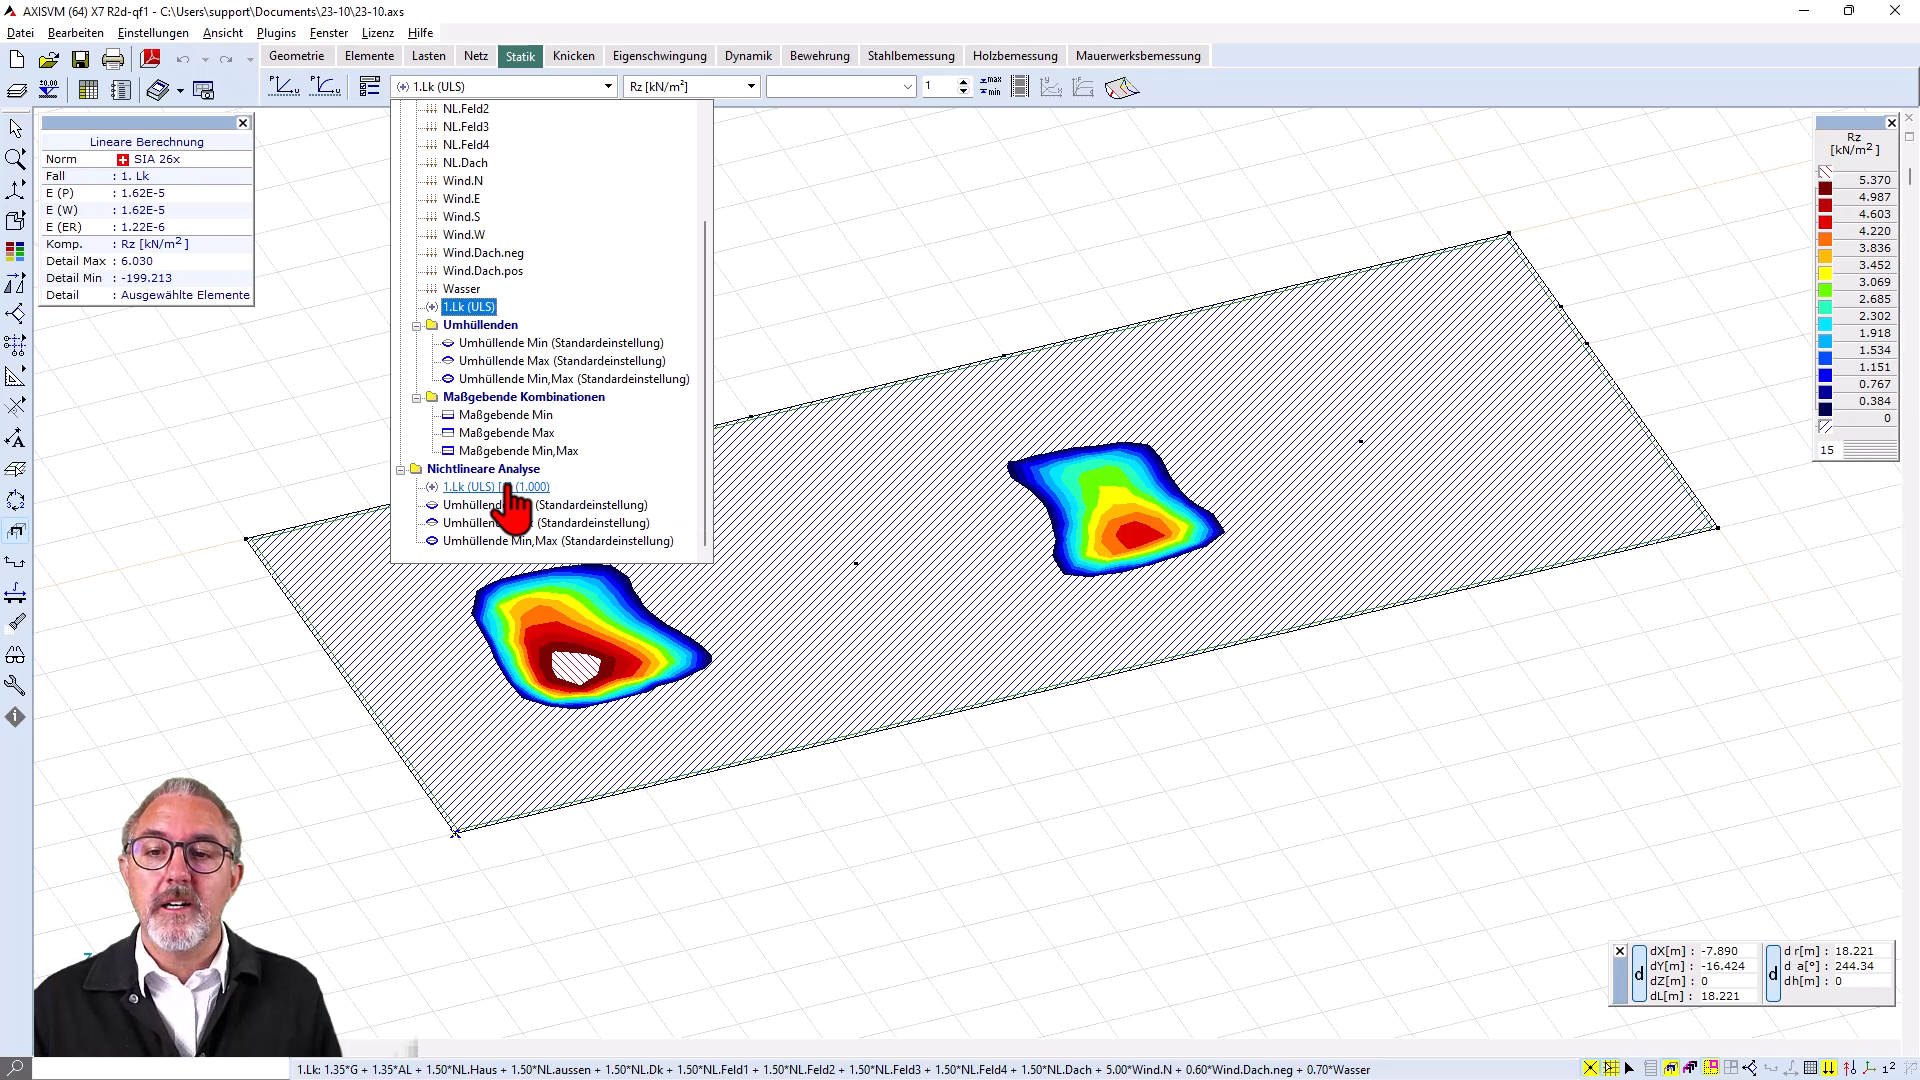 AXISVM (64) X7 R2d-qf1 - C:\Users\support\Documents\23-10\23-10.axs
Datei Bearbeiten Einstellungen Ansicht Plugins Fenster Lizenz Hilfe
Geometrie Elemente Lasten Netz Statik Knicken Eigenschwingung Dynamik Bewehrung Stahlbemessung Holzbemessung Mauerwerksbemessung
1.Lk (ULS) Rz [kN/m²] 1
Lineare Berechnung
Norm SIA 26x
Fall : 1. Lk
E (P) : 1.62E-5
E (W) : 1.62E-5
E (ER) : 1.22E-6
Komp. : Rz [kN/m²]
Detail Max : 6.030
Detail Min : -199.213
Detail : Ausgewählte Elemente
NL.Feld2
NL.Feld3
NL.Feld4
NL.Dach
Wind.N
Wind.E
Wind.S
Wind.W
Wind.Dach.neg
Wind.Dach.pos
Wasser
1.Lk (ULS)
Umhüllenden
Umhüllende Min (Standardeinstellung)
Umhüllende Max (Standardeinstellung)
Umhüllende Min,Max (Standardeinstellung)
Maßgebende Kombinationen
Maßgebende Min
Maßgebende Max
Maßgebende Min,Max
Nichtlineare Analyse
1.Lk (ULS) (1.000)
(Standardeinstellung)
(Standardeinstellung)
Umhüllende Min,Max (Standardeinstellung)
Rz
[kN/m²]
5.370
4.987
4.603
4.220
3.836
3.452
3.069
2.685
2.302
1.918
1.534
1.151
0.767
0.384
0
15
dX[m] : -7.890
dY[m] : -16.424
dZ[m] : 0
dL[m] : 18.221
d
d r[m] : 18.221
d a[°] : 244.34
dh[m] : 0
d
1.Lk: 1.35*G + 1.35*AL + 1.50*NL.Haus + 1.50*NL.aussen + 1.50*NL.Dk + 1.50*NL.Feld1 + 1.50*NL.Feld2 + 1.50*NL.Feld3 + 1.50*NL.Feld4 + 1.50*NL.Dach + 5.00*Wind.N + 0.60*Wind.Dach.neg + 0.70*Wasser